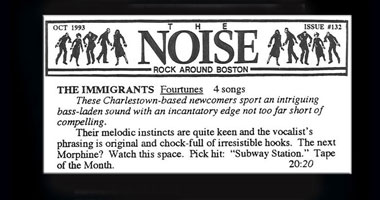 OCT 1993 THE ISSUE #132
NOISE
ROCK AROUND BOSTON
THE IMMIGRANTS Fourtunes 4 songs
These Charlestown-based newcomers sport an intriguing
bass-laden sound with an incantatory edge not too far short of
compelling.
Their melodic instincts are quite keen and the vocalist's
phrasing is original and chock-full of irresistible hooks. The next
Morphine? Watch this space. Pick hit: "Subway Station." Tape
of the Month. 20:20